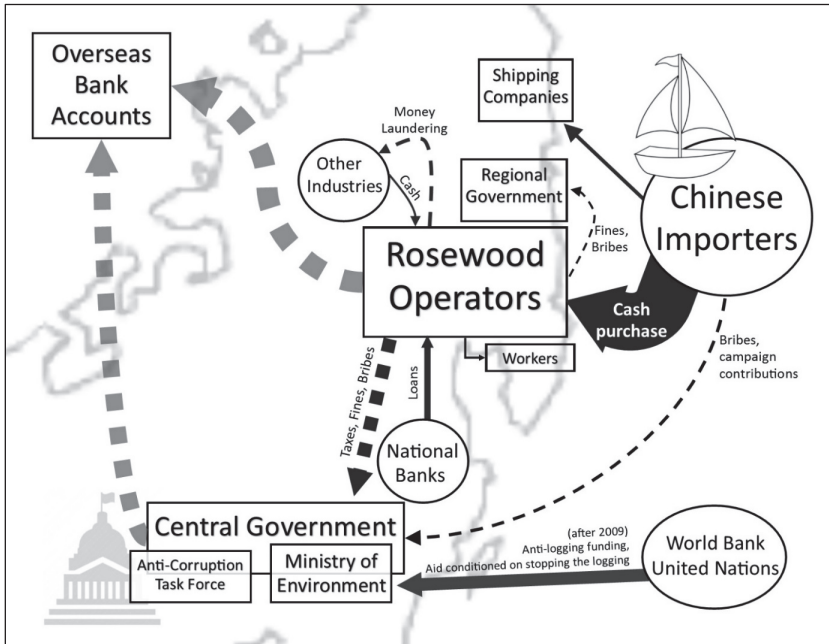 Overseas
Bank
Accounts
Shipping
Companies
Money
Laundering
Other
Industries
Cash
Regional
Government
Chinese
Importers
Fines,
Bribes
Rosewood
Operators
Cash
purchase
Workers
Bribes,
campaign
contributions
Taxes, Fines, Bribes
Loans
National
Banks
Central Government
Anti-Corruption
Task Force
Ministry of
Environment
(after 2009)
Anti-logging funding,
Aid conditioned on stopping the logging
World Bank
United Nations